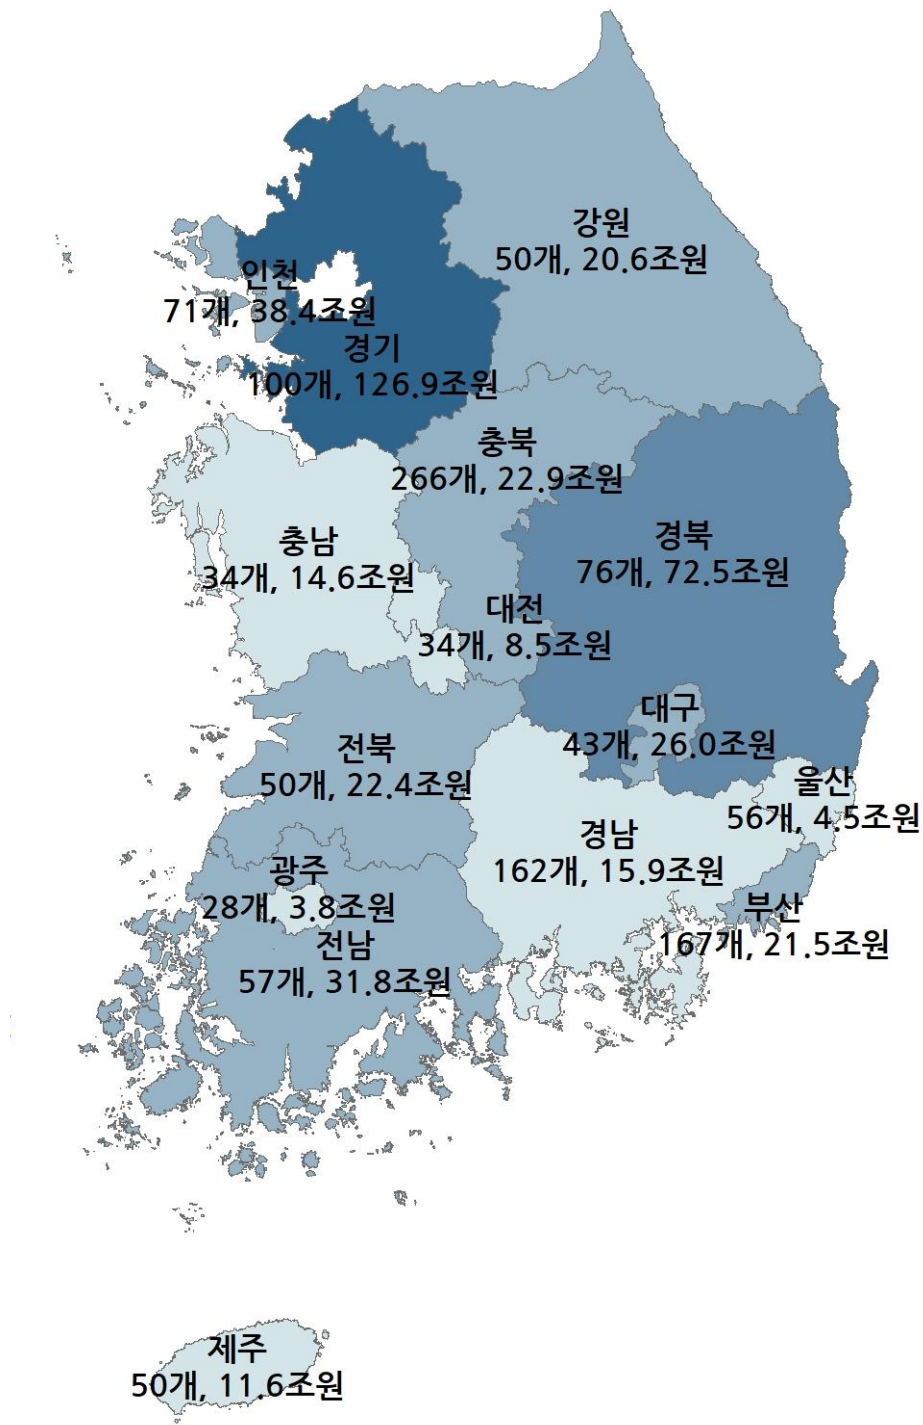 강원
50개, 20.6조원
인천
71개, 38.4조원
경기
100개, 126.9조원
충북
266개, 22.9조원
충남
34개, 14.6조원
경북
76개, 72.5조원
대전
34개, 8.5조원
대구
43개, 26.0조원
전북
50개, 22.4조원
울산
56개, 4.5조원
경남
162개, 15.9조원
광주
28개, 3.8조원
부산
167개, 21.5조원
전남
57개, 31.8조원
제주
50개, 11.6조원